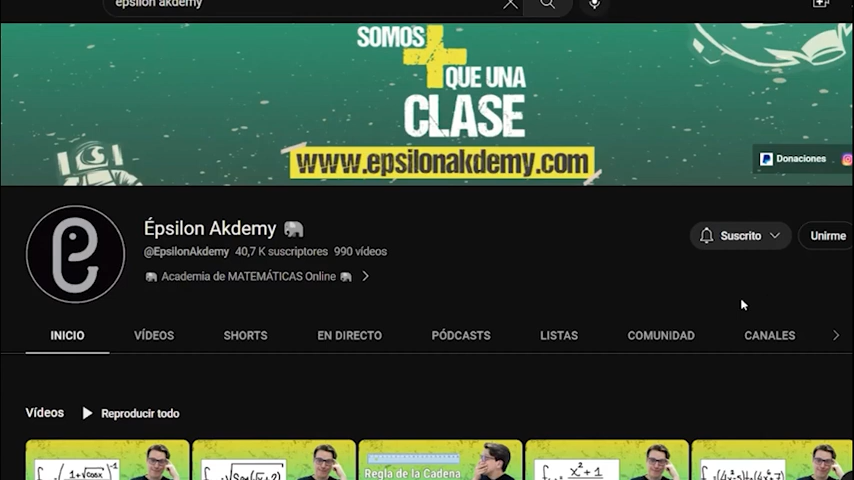 epsilon akdemy
SOMOS
+
QUE UNA
CLASE
www.epsilonakdemy.com
Donaciones
Épsilon Akdemy
@EpsilonAkdemy 40,7 K suscriptores 990 vídeos
Academia de MATEMÁTICAS Online
Suscrito
Unirme
INICIO VÍDEOS SHORTS EN DIRECTO PÓDCASTS LISTAS COMUNIDAD CANALES
Vídeos Reproducir todo
Regla de la Cadena
x²+1